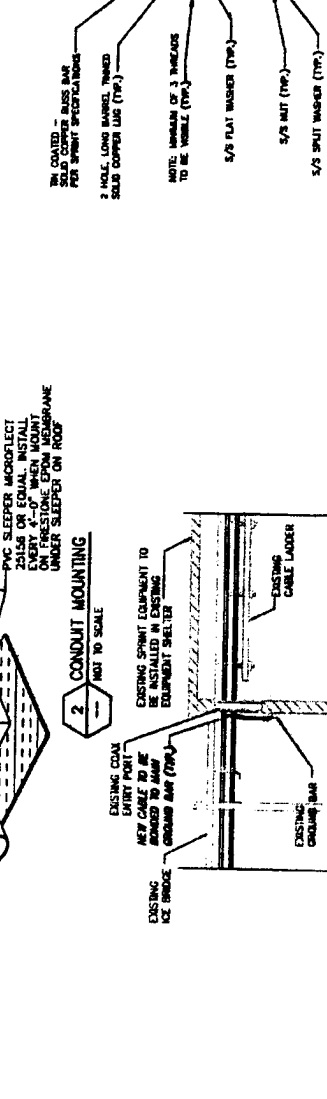 PVC SLEEPER MICROFLECT
25156 OR EQUAL. INSTALL
EVERY 4'-0" WHEN MOUNT
ON FIRESTONE EPDM MEMBRANE
UNDER SLEEPER ON ROOF
2
CONDUIT MOUNTING
--
NOT TO SCALE
TIN COATED -
SOLID COPPER BUSS BAR
PER SPRINT SPECIFICATIONS
2 HOLE, LONG BARREL TINNED
SOLID COPPER LUG (TYP.)
NOTE: MINIMUM OF 3 THREADS
TO BE VISIBLE (TYP.)
S/S FLAT WASHER (TYP.)
S/S NUT (TYP.)
S/S SPLIT WASHER (TYP.)
EXISTING
ICE BRIDGE
EXISTING COAX
ENTRY PORT
NEW CABLE TO BE
BONDED TO MAIN
GROUND BAR (TYP.)
EXISTING SPRINT EQUIPMENT TO
BE INSTALLED IN EXISTING
EQUIPMENT SHELTER
EXISTING
CABLE LADDER
EXISTING
GROUND BAR